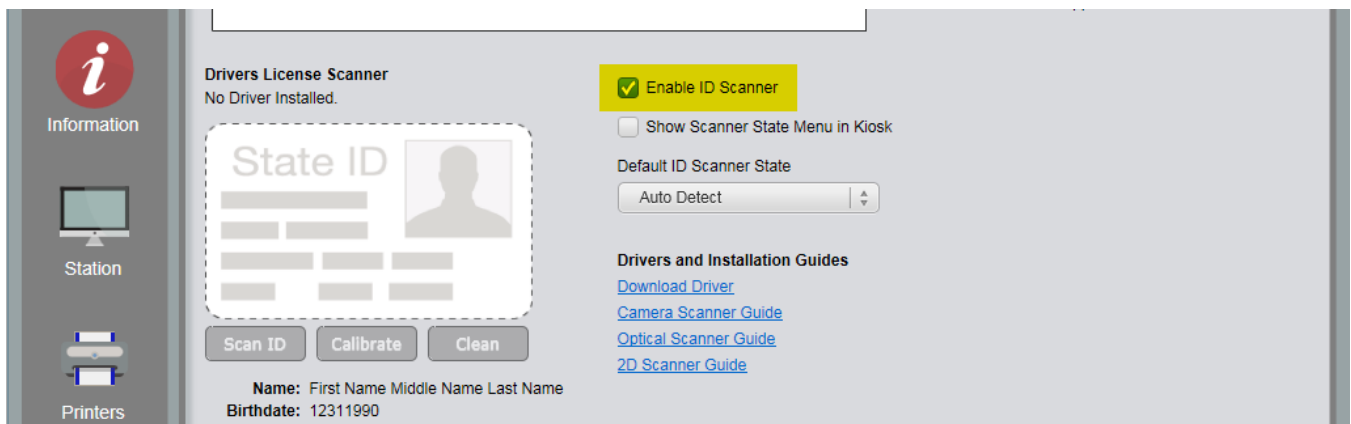 Information
Station
Printers
Drivers License Scanner
No Driver Installed.
State ID
Scan ID
Calibrate
Clean
Name: First Name Middle Name Last Name
Birthdate: 12311990
Enable ID Scanner
Show Scanner State Menu in Kiosk
Default ID Scanner State
Auto Detect
Drivers and Installation Guides
Download Driver
Camera Scanner Guide
Optical Scanner Guide
2D Scanner Guide